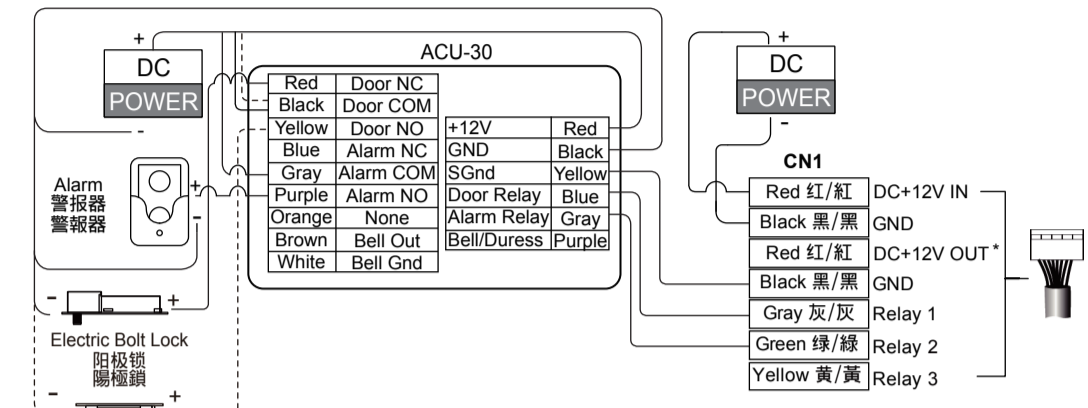 +
DC
POWER
-
Alarm
警报器
警報器
+
-
-
+
Electric Bolt Lock
阳极锁
陽極鎖
-
+
ACU-30
Red Door NC
Black Door COM
Yellow Door NO
Blue Alarm NC
Gray Alarm COM
Purple Alarm NO
Orange None
Brown Bell Out
White Bell Gnd
+12V Red
GND Black
SGnd Yellow
Door Relay Blue
Alarm Relay Gray
Bell/Duress Purple
+
DC
POWER
-
CN1
Red 红/紅 DC+12V IN
Black 黑/黑 GND
Red 红/紅 DC+12V OUT*
Black 黑/黑 GND
Gray 灰/灰 Relay 1
Green 绿/綠 Relay 2
Yellow 黄/黃 Relay 3